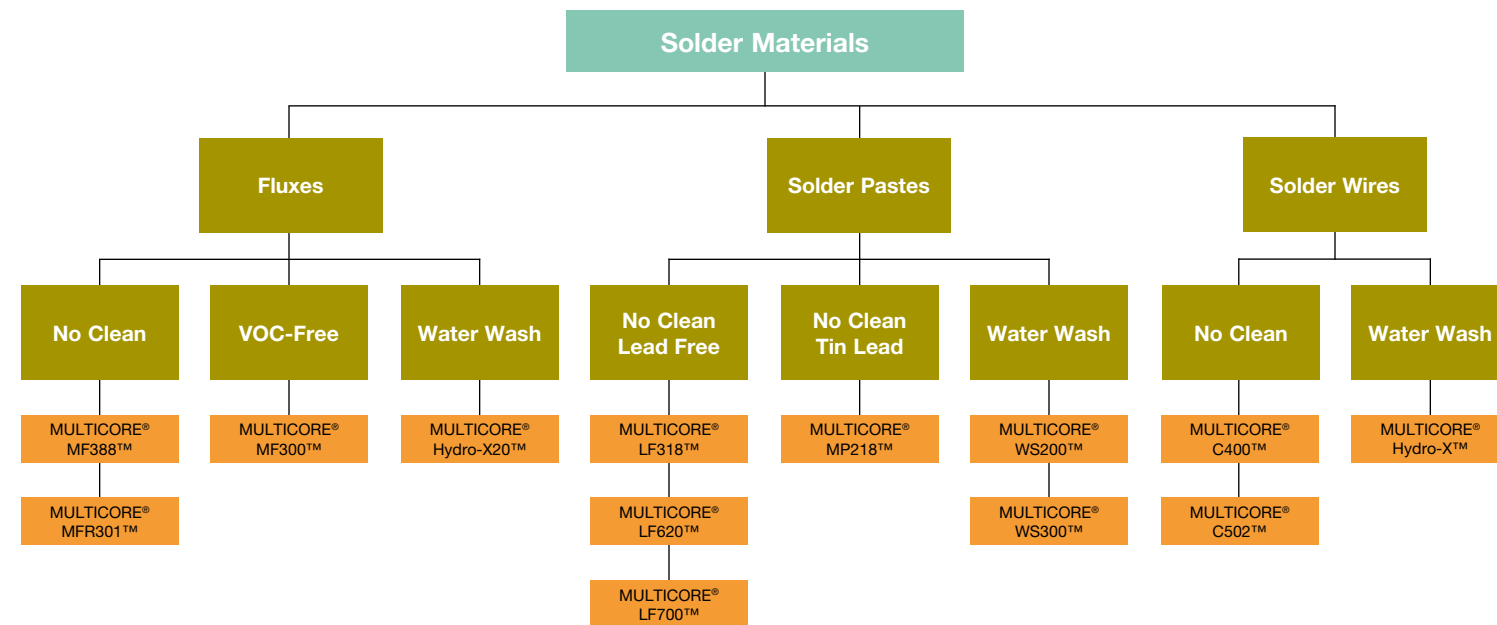 Solder Materials
Fluxes
Solder Pastes
Solder Wires
No Clean
VOC-Free
Water Wash
No Clean
Lead Free
No Clean
Tin Lead
Water Wash
No Clean
Water Wash
MULTICORE®
MF388™
MULTICORE®
MF300™
MULTICORE®
Hydro-X20™
MULTICORE®
LF318™
MULTICORE®
MP218™
MULTICORE®
WS200™
MULTICORE®
C400™
MULTICORE®
Hydro-X™
MULTICORE®
MFR301™
MULTICORE®
LF620™
MULTICORE®
WS300™
MULTICORE®
C502™
MULTICORE®
LF700™